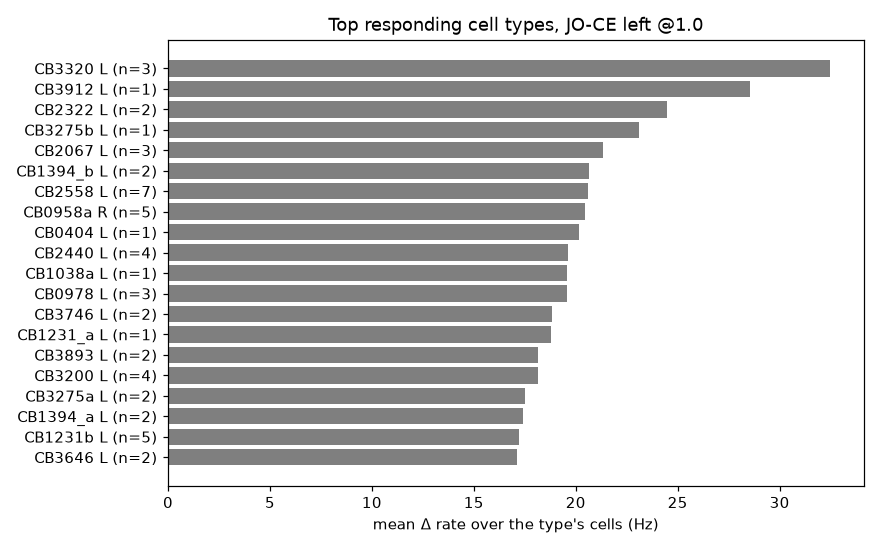 Top responding cell types, JO-CE left @1.0
CB3320 L (n=3)
CB3912 L (n=1)
CB2322 L (n=2)
CB3275b L (n=1)
CB2067 L (n=3)
CB1394_b L (n=2)
CB2558 L (n=7)
CB0958a R (n=5)
CB0404 L (n=1)
CB2440 L (n=4)
CB1038a L (n=1)
CB0978 L (n=3)
CB3746 L (n=2)
CB1231_a L (n=1)
CB3893 L (n=2)
CB3200 L (n=4)
CB3275a L (n=2)
CB1394_a L (n=2)
CB1231b L (n=5)
CB3646 L (n=2)
0 5 10 15 20 25 30
mean Δ rate over the type's cells (Hz)